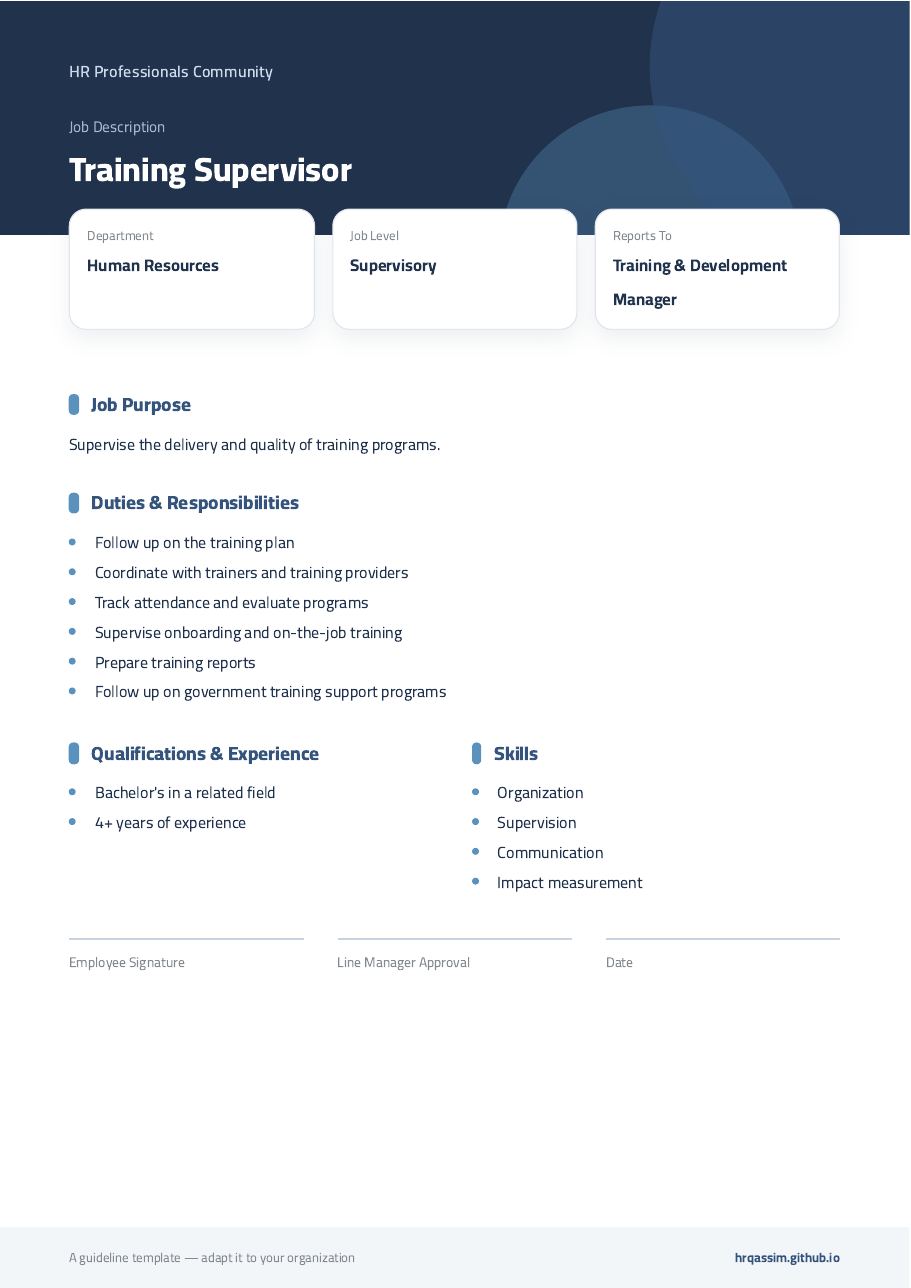 HR Professionals Community
Job Description
Training Supervisor
Department
Human Resources
Job Level
Supervisory
Reports To
Training & Development
Manager
Job Purpose
Supervise the delivery and quality of training programs.
Duties & Responsibilities
Follow up on the training plan
Coordinate with trainers and training providers
Track attendance and evaluate programs
Supervise onboarding and on-the-job training
Prepare training reports
Follow up on government training support programs
Qualifications & Experience
Bachelor's in a related field
4+ years of experience
Skills
Organization
Supervision
Communication
Impact measurement
Employee Signature
Line Manager Approval
Date
A guideline template — adapt it to your organization
hrqassim.github.io